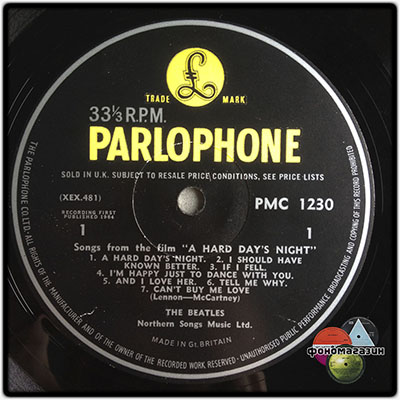 £
TRADE MARK
33⅓ R.P.M.
PARLOPHONE
SOLD IN U.K. SUBJECT TO RESALE PRICE CONDITIONS, SEE PRICE LISTS
(XEX.481)
PMC 1230
RECORDING FIRST
PUBLISHED 1964
1
1
Songs from the film "A HARD DAY'S NIGHT"
1. A HARD DAY'S NIGHT. 2. I SHOULD HAVE
KNOWN BETTER. 3. IF I FELL.
4. I'M HAPPY JUST TO DANCE WITH YOU.
5. AND I LOVE HER. 6. TELL ME WHY.
7. CAN'T BUY ME LOVE
(Lennon—McCartney)
THE BEATLES
Northern Songs Music Ltd.
MADE IN GT. BRITAIN
THE PARLOPHONE CO. LTD. - ALL RIGHTS OF THE MANUFACTURER AND OF THE OWNER OF THE RECORDED WORK RESERVED - UNAUTHORISED PUBLIC PERFORMANCE, BROADCASTING AND COPYING OF THIS RECORD PROHIBITED
фономагазин